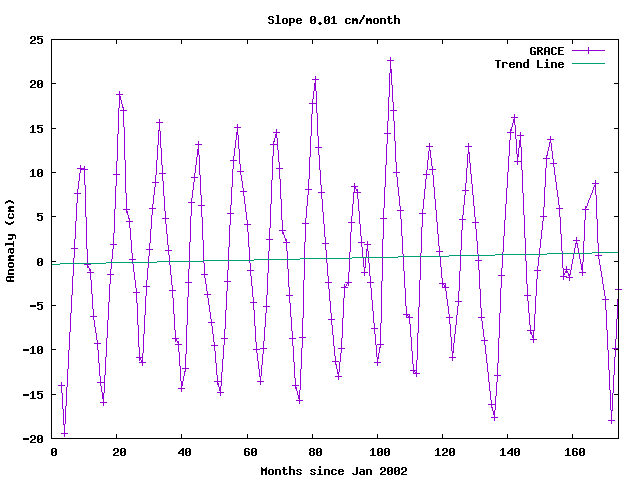 Slope 0.01 cm/month
GRACE
Trend Line
Anomaly (cm)
25
20
15
10
5
0
-5
-10
-15
-20
0 20 40 60 80 100 120 140 160
Months since Jan 2002